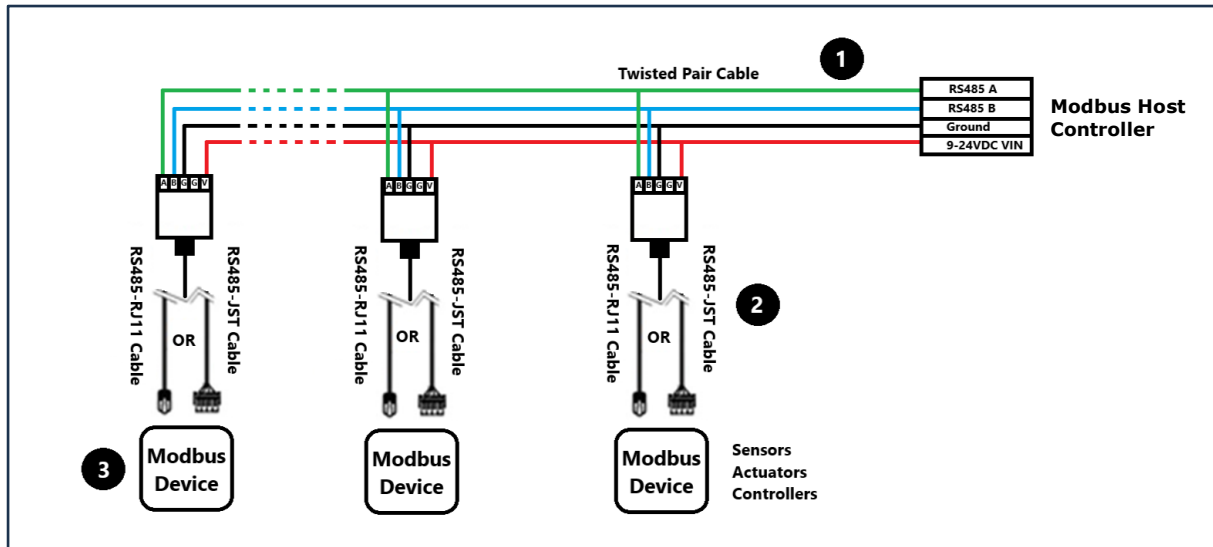 1
Twisted Pair Cable
RS485 A
RS485 B
Ground
9-24VDC VIN
Modbus Host
Controller
A B G G V
A B G G V
A B G G V
RS485-RJ11 Cable
OR
RS485-JST Cable
RS485-RJ11 Cable
OR
RS485-JST Cable
RS485-RJ11 Cable
OR
RS485-JST Cable
2
3
Modbus
Device
Modbus
Device
Modbus
Device
Sensors
Actuators
Controllers